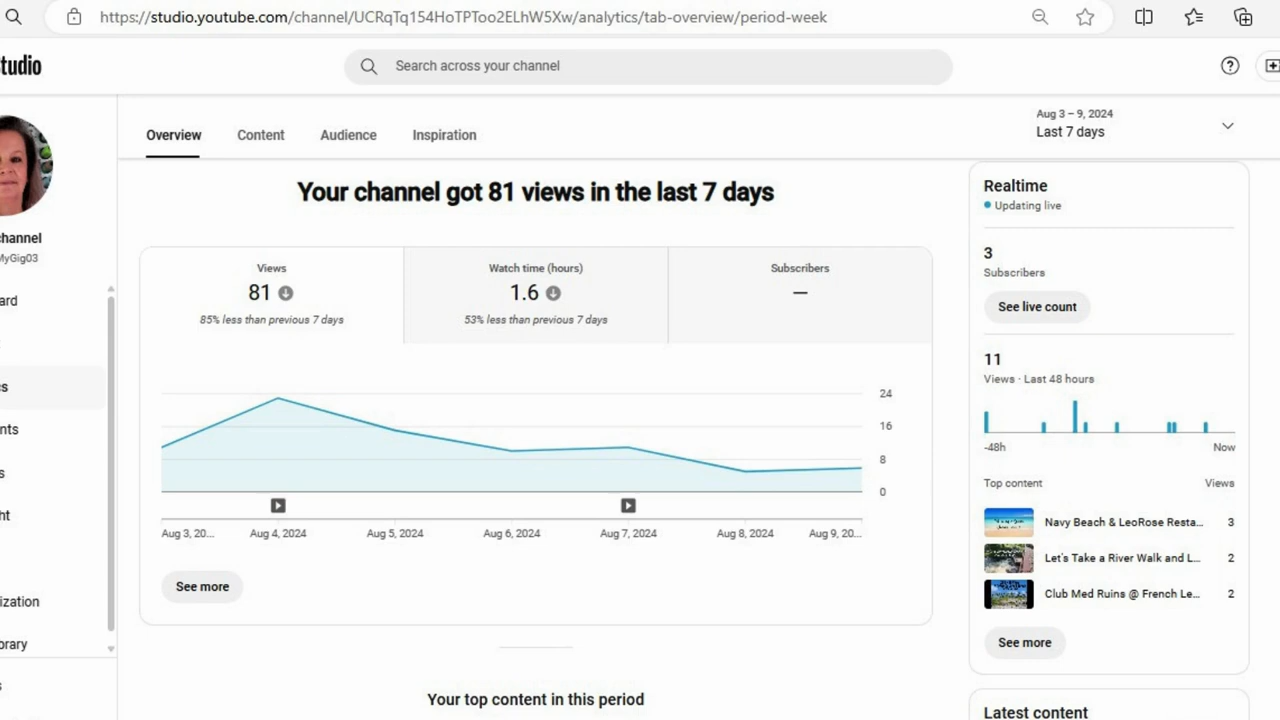 https://studio.youtube.com/channel/UCRqTq154HoTPToo2ELhW5Xw/analytics/tab-overview/period-week
tudio
Search across your channel
Overview
Content
Audience
Inspiration
Aug 3 – 9, 2024
Last 7 days
hannel
MyGig03
ard
cs
nts
s
ht
ization
orary
s
Your channel got 81 views in the last 7 days
Views
81
85% less than previous 7 days
Watch time (hours)
1.6
53% less than previous 7 days
Subscribers
—
24
16
8
0
Aug 3, 20...
Aug 4, 2024
Aug 5, 2024
Aug 6, 2024
Aug 7, 2024
Aug 8, 2024
Aug 9, 20...
See more
Your top content in this period
Realtime
Updating live
3
Subscribers
See live count
11
Views · Last 48 hours
-48h
Now
Top content
Views
Navy Beach & LeoRose Resta...
3
Let's Take a River Walk and L...
2
Club Med Ruins @ French Le...
2
See more
Latest content